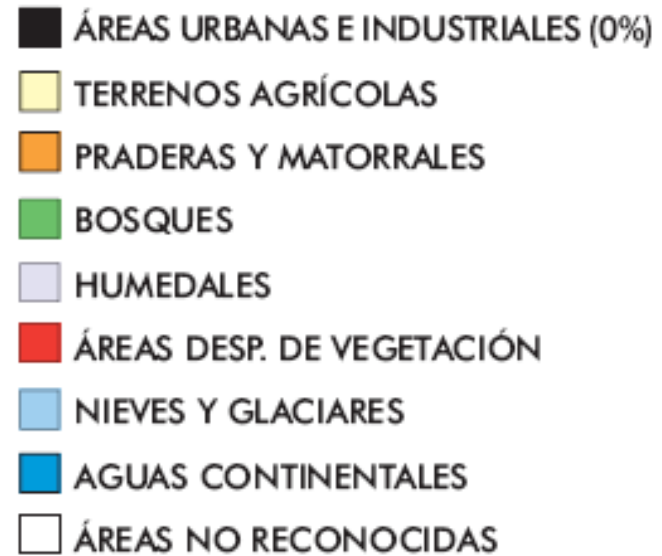 ÁREAS URBANAS E INDUSTRIALES (0%)
TERRENOS AGRÍCOLAS
PRADERAS Y MATORRALES
BOSQUES
HUMEDALES
ÁREAS DESP. DE VEGETACIÓN
NIEVES Y GLACIARES
AGUAS CONTINENTALES
ÁREAS NO RECONOCIDAS